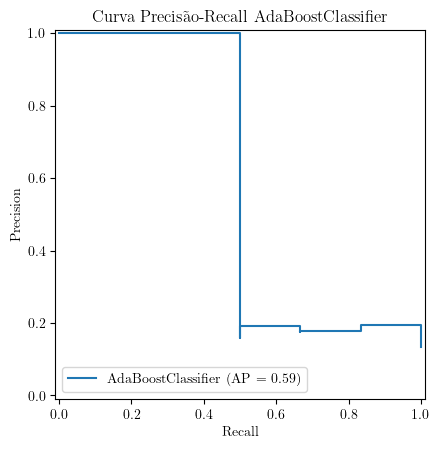 Curva Precisão-Recall AdaBoostClassifier
1.0
0.8
0.6
0.4
0.2
0.0
Precision
AdaBoostClassifier (AP = 0.59)
0.0 0.2 0.4 0.6 0.8 1.0
Recall